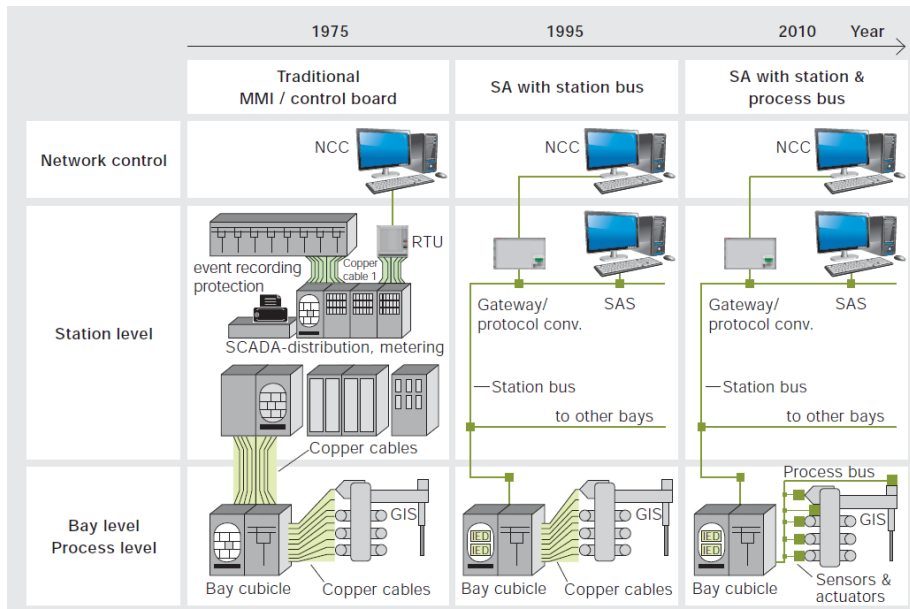 1975
1995
2010
Year
Traditional
MMI / control board
SA with station bus
SA with station &
process bus
Network control
NCC
NCC
NCC
Station level
RTU
event recording
protection
Copper
cable 1
SCADA-distribution, metering
Copper cables
Gateway/
protocol conv.
SAS
Station bus
to other bays
Gateway/
protocol conv.
SAS
Station bus
to other bays
Bay level
Process level
GIS
Bay cubicle
Copper cables
IED
IED
GIS
Bay cubicle
Copper cables
Process bus
IED
IED
GIS
Bay cubicle
Sensors &
actuators